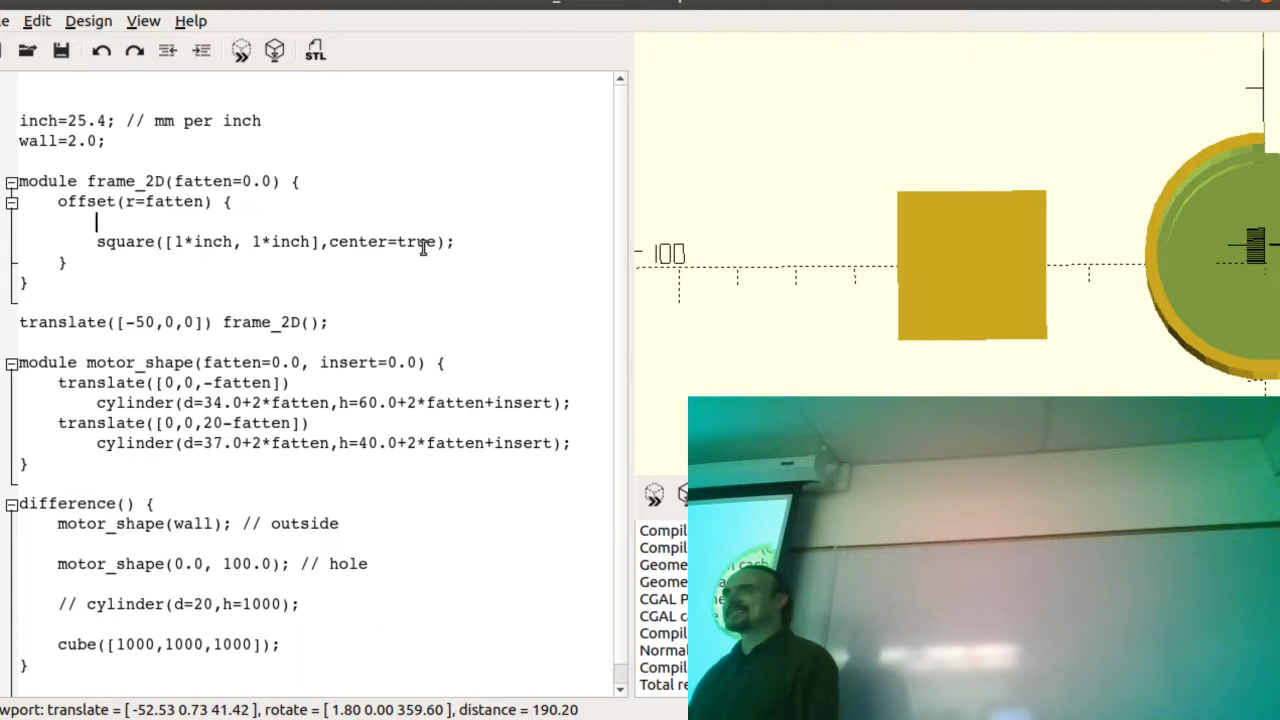 Edit Design View Help
STL
inch=25.4; // mm per inch
wall=2.0;
module frame_2D(fatten=0.0) {
offset(r=fatten) {
square([1*inch, 1*inch],center=true);
}
}
translate([-50,0,0]) frame_2D();
module motor_shape(fatten=0.0, insert=0.0) {
translate([0,0,-fatten])
cylinder(d=34.0+2*fatten,h=60.0+2*fatten+insert);
translate([0,0,20-fatten])
cylinder(d=37.0+2*fatten,h=40.0+2*fatten+insert);
}
difference() {
motor_shape(wall); // outside
motor_shape(0.0, 100.0); // hole
// cylinder(d=20,h=1000);
cube([1000,1000,1000]);
}
100
Compil
Compil
Geome
Geome
CGAL P
CGAL c
Compil
Normal
Compil
Total re
wport: translate = [ -52.53 0.73 41.42 ], rotate = [ 1.80 0.00 359.60 ], distance = 190.20